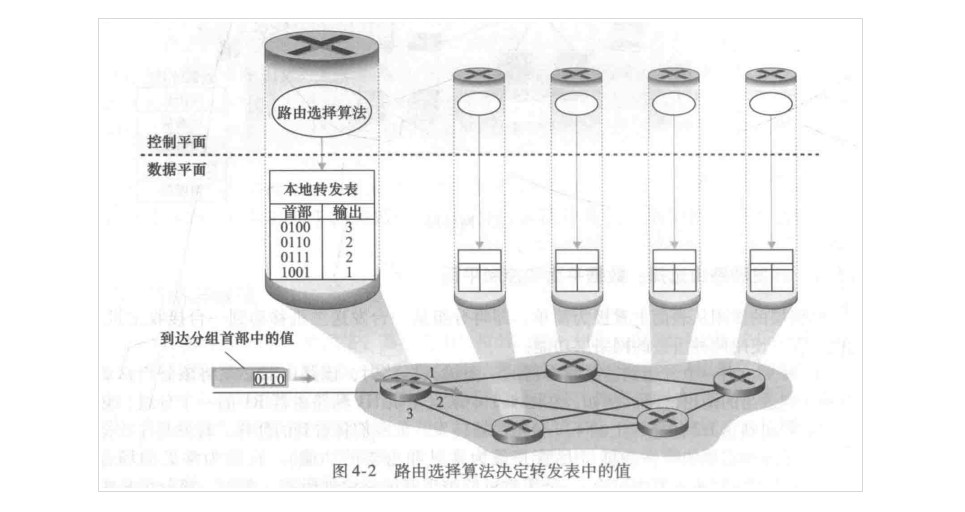 路由选择算法
控制平面
数据平面
本地转发表
首部 输出
0100 3
0110 2
0111 2
1001 1
到达分组首部中的值
0110
1
2
3
图 4-2 路由选择算法决定转发表中的值